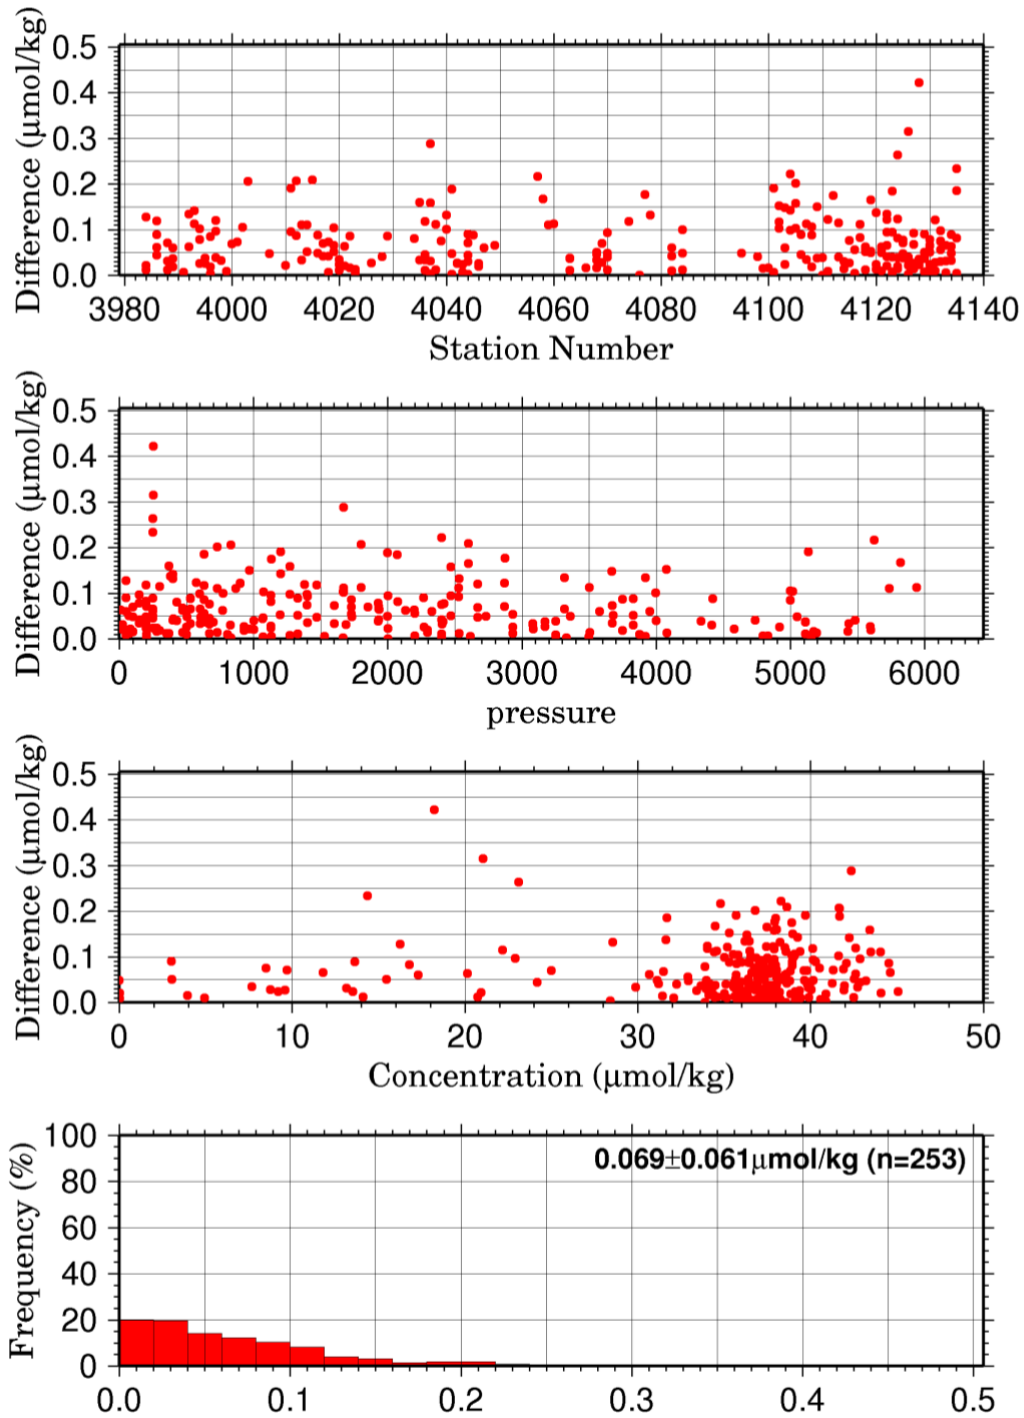 0.5
0.4
0.3
0.2
0.1
0.0
Difference (µmol/kg)
3980 4000 4020 4040 4060 4080 4100 4120 4140
Station Number
0.5
0.4
0.3
0.2
0.1
0.0
Difference (µmol/kg)
0 1000 2000 3000 4000 5000 6000
pressure
0.5
0.4
0.3
0.2
0.1
0.0
Difference (µmol/kg)
0 10 20 30 40 50
Concentration (µmol/kg)
100
80
60
40
20
0
Frequency (%)
0.069±0.061µmol/kg (n=253)
0.0 0.1 0.2 0.3 0.4 0.5